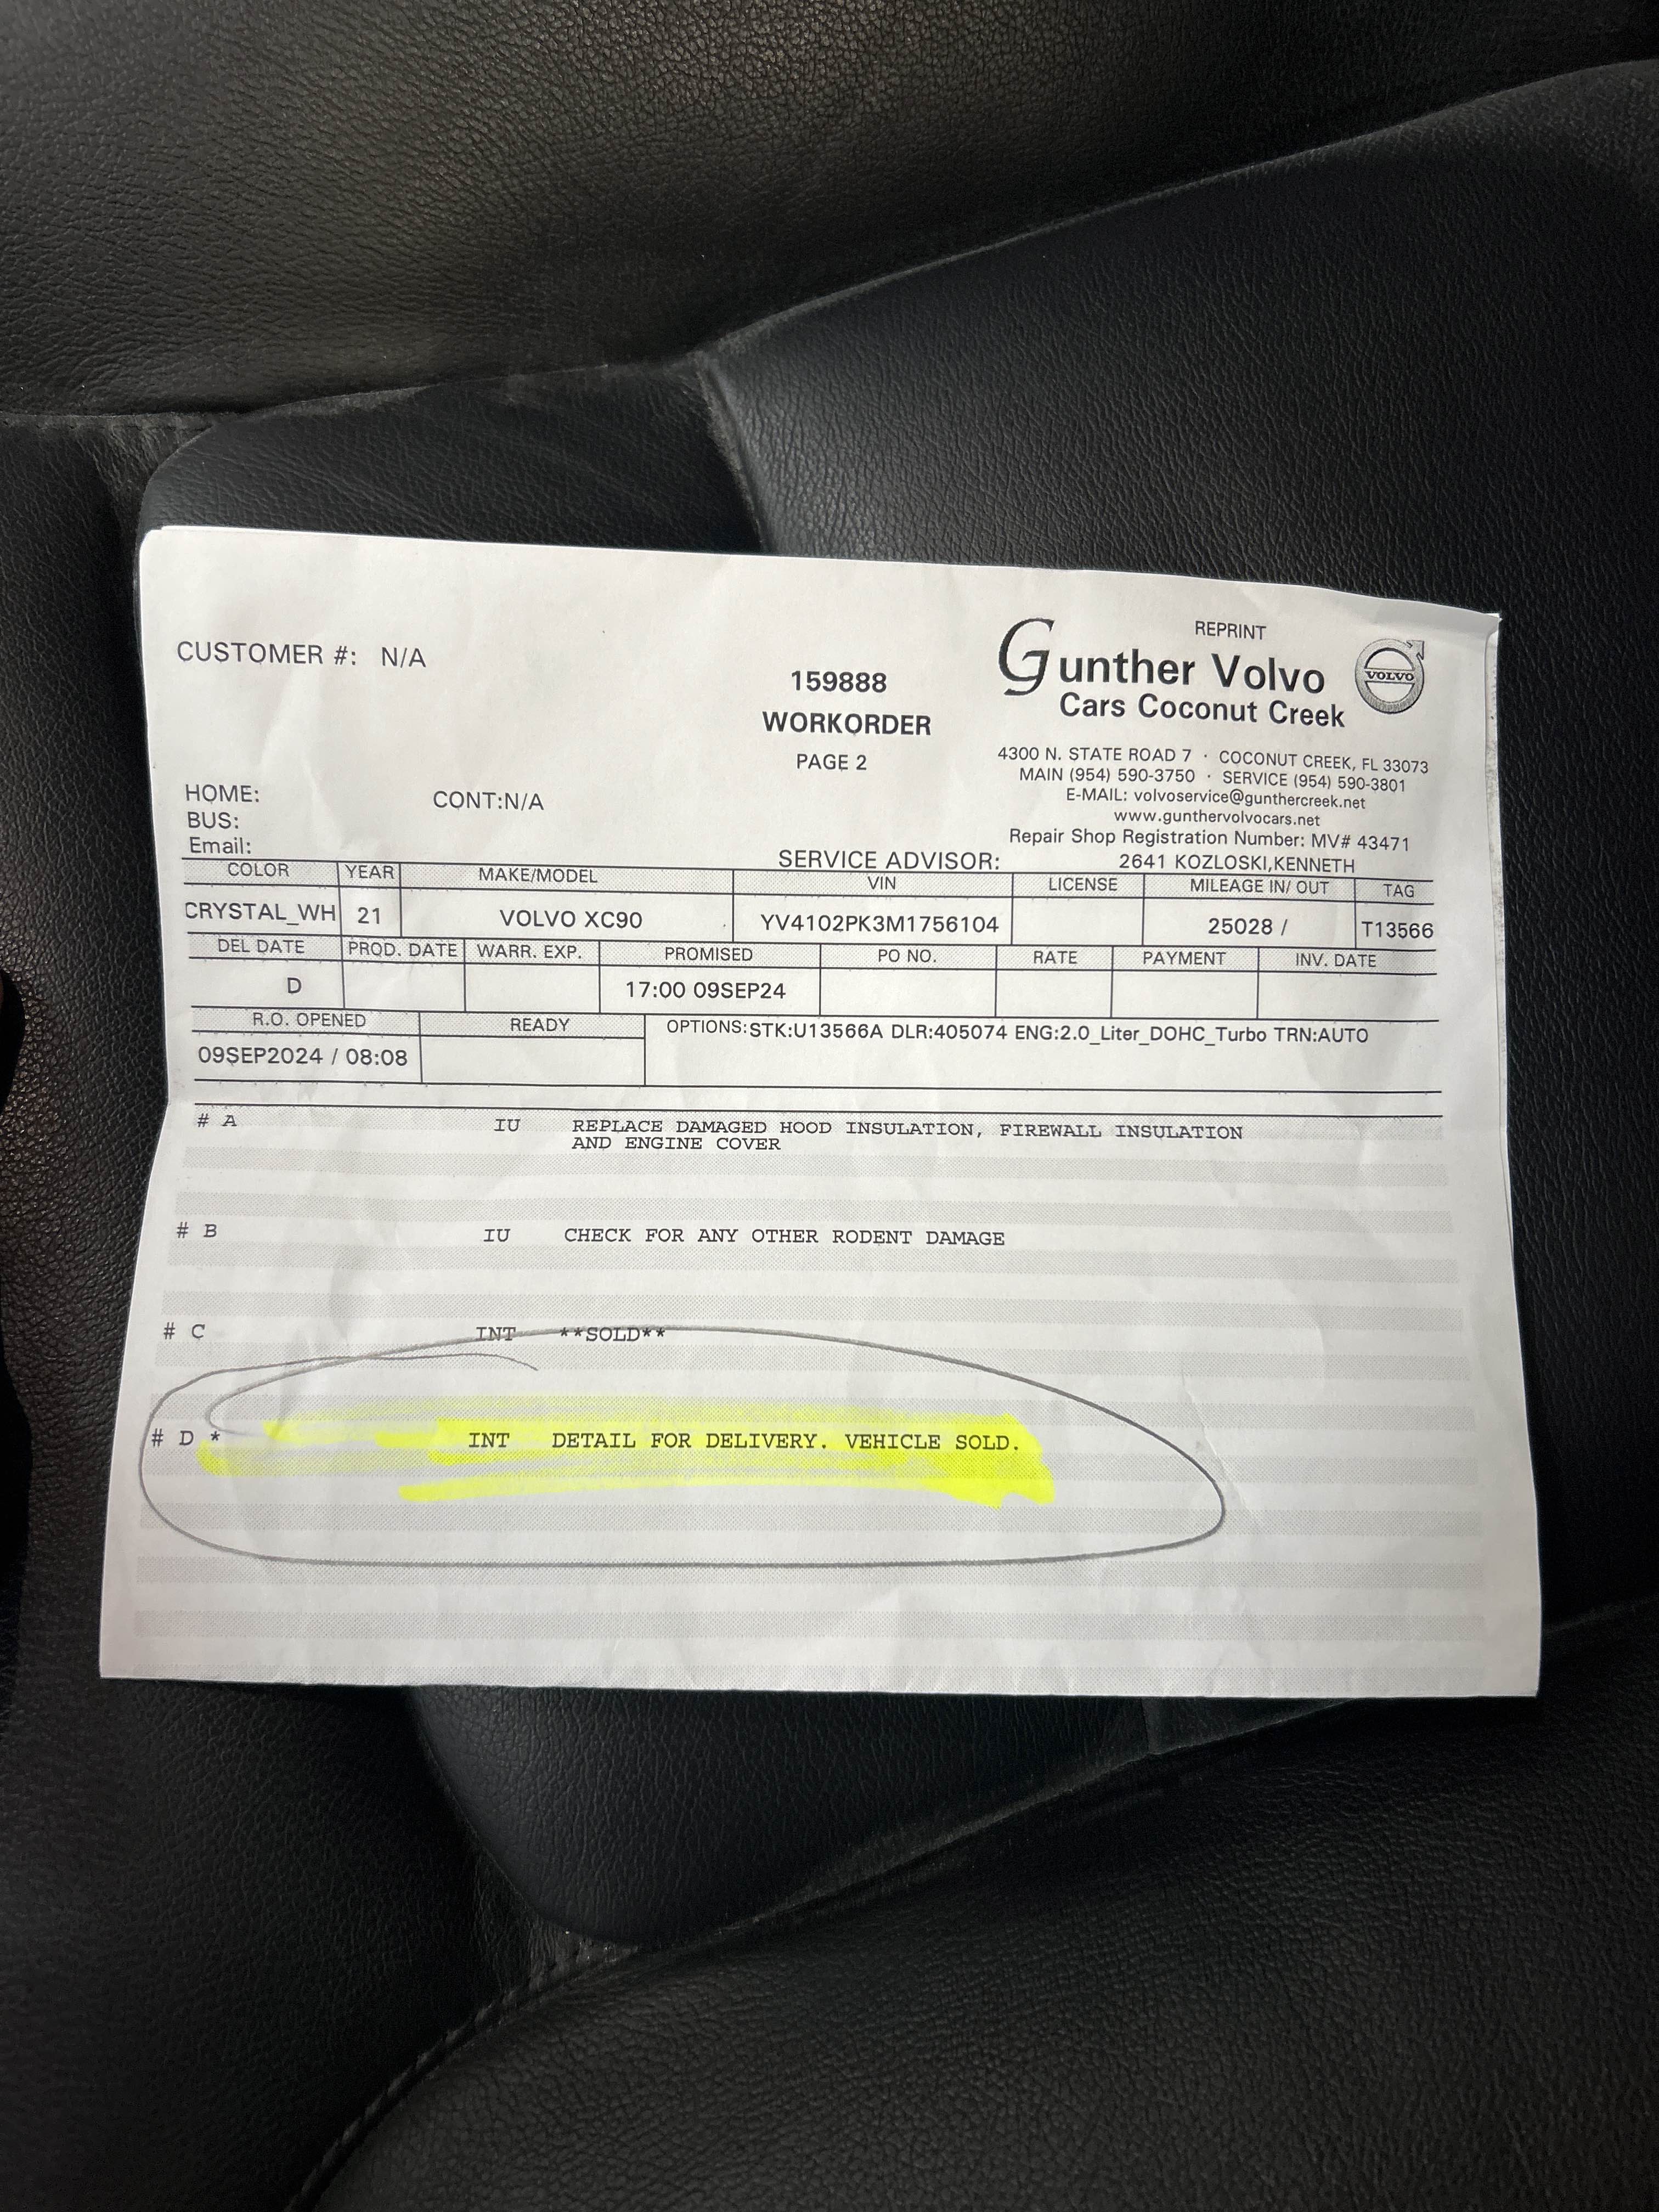 REPRINT
CUSTOMER #: N/A
Gunther Volvo
VOLVO
Cars Coconut Creek
159888
WORKORDER
PAGE 2
4300 N. STATE ROAD 7 · COCONUT CREEK, FL 33073
MAIN (954) 590-3750 · SERVICE (954) 590-3801
E-MAIL: volvoservice@gunthercreek.net
www.gunthervolvocars.net
Repair Shop Registration Number: MV# 43471
HOME: CONT:N/A
BUS:
Email:
SERVICE ADVISOR: 2641 KOZLOSKI,KENNETH
COLOR YEAR MAKE/MODEL VIN LICENSE MILEAGE IN/ OUT TAG
CRYSTAL_WH 21 VOLVO XC90 YV4102PK3M1756104 25028 / T13566
DEL DATE PROD. DATE WARR. EXP. PROMISED PO NO. RATE PAYMENT INV. DATE
D 17:00 09SEP24
R.O. OPENED READY OPTIONS:STK:U13566A DLR:405074 ENG:2.0_Liter_DOHC_Turbo TRN:AUTO
09SEP2024 / 08:08
# A IU REPLACE DAMAGED HOOD INSULATION, FIREWALL INSULATION
AND ENGINE COVER
# B IU CHECK FOR ANY OTHER RODENT DAMAGE
# C INT **SOLD**
# D * INT DETAIL FOR DELIVERY. VEHICLE SOLD.